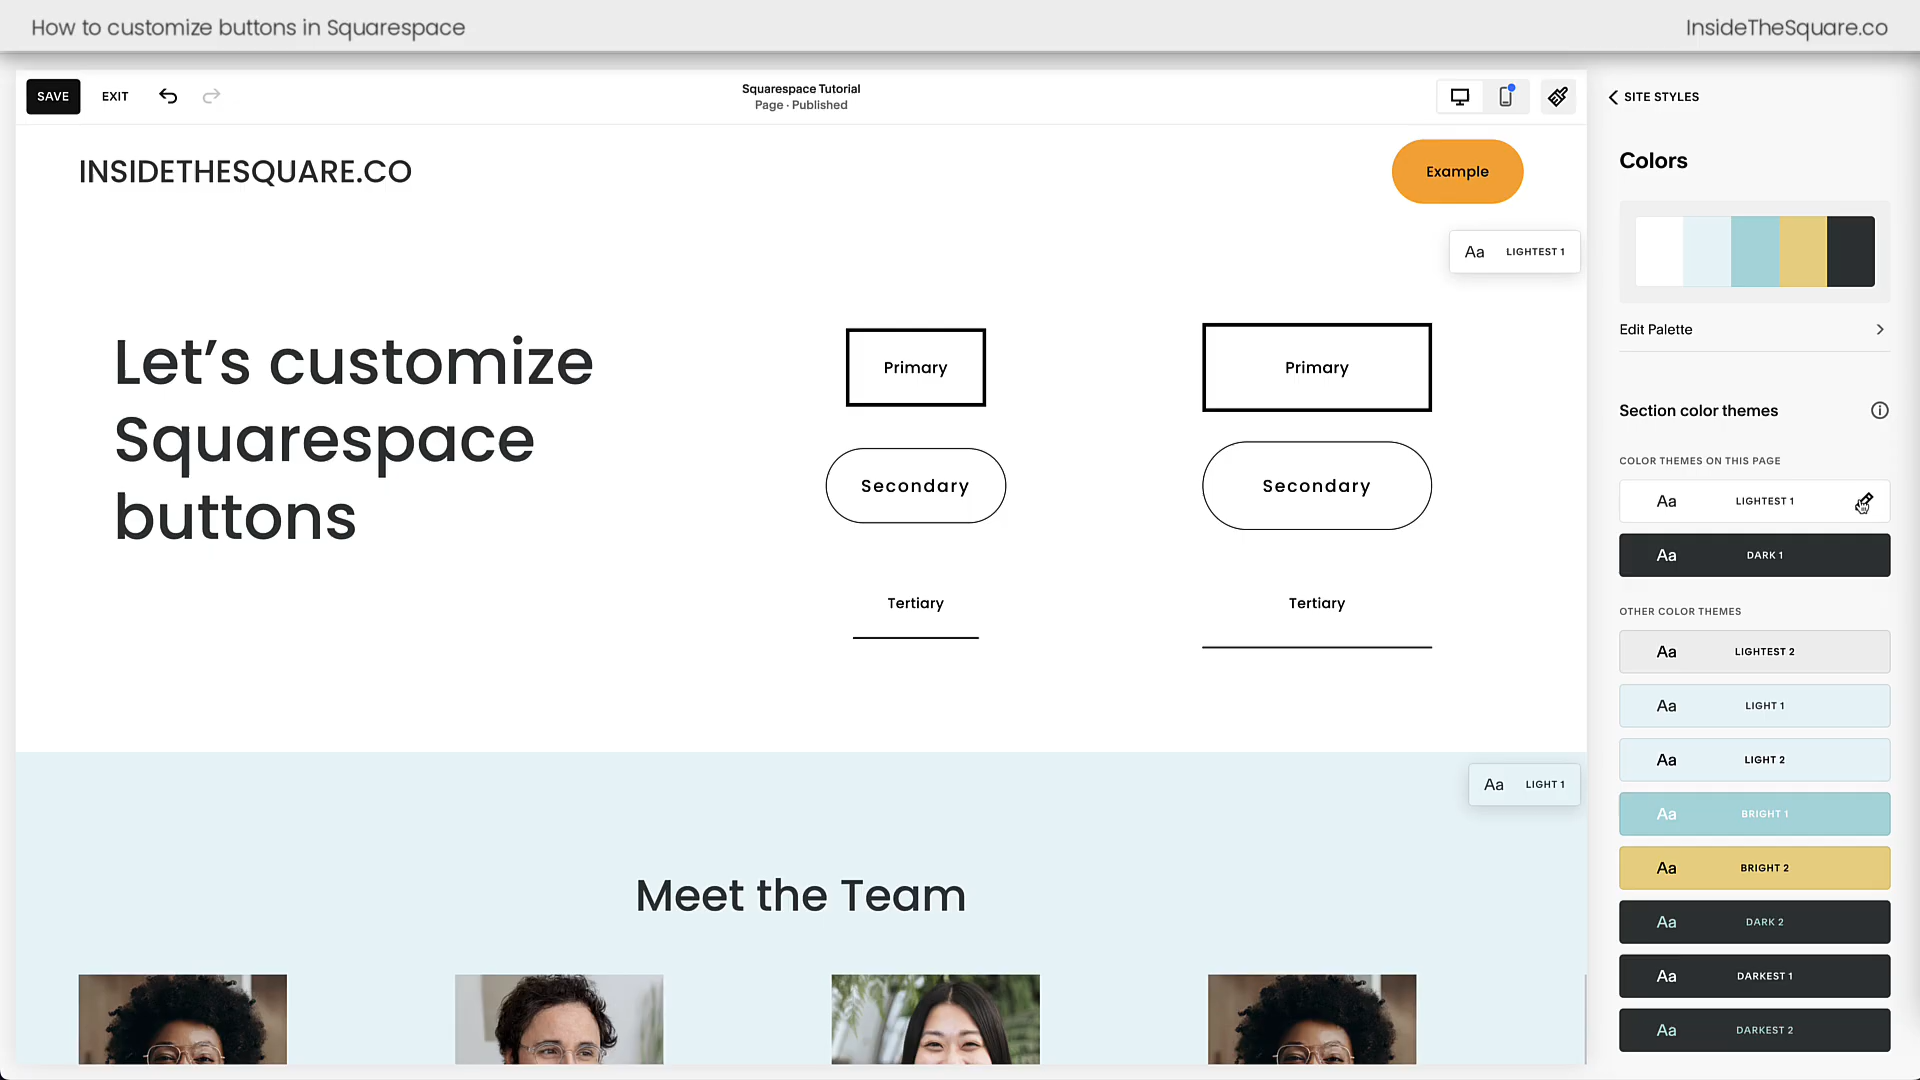 How to customize buttons in Squarespace
InsideTheSquare.co
SAVE
EXIT
Squarespace Tutorial
Page · Published
SITE STYLES
INSIDETHESQUARE.CO
Example
Colors
Aa LIGHTEST 1
Let’s customize
Squarespace
buttons
Primary
Primary
Edit Palette
Section color themes
COLOR THEMES ON THIS PAGE
Secondary
Secondary
Aa LIGHTEST 1
Aa DARK 1
Tertiary
Tertiary
OTHER COLOR THEMES
Aa LIGHTEST 2
Aa LIGHT 1
Aa LIGHT 2
Aa LIGHT 1
Aa BRIGHT 1
Meet the Team
Aa BRIGHT 2
Aa DARK 2
Aa DARKEST 1
Aa DARKEST 2